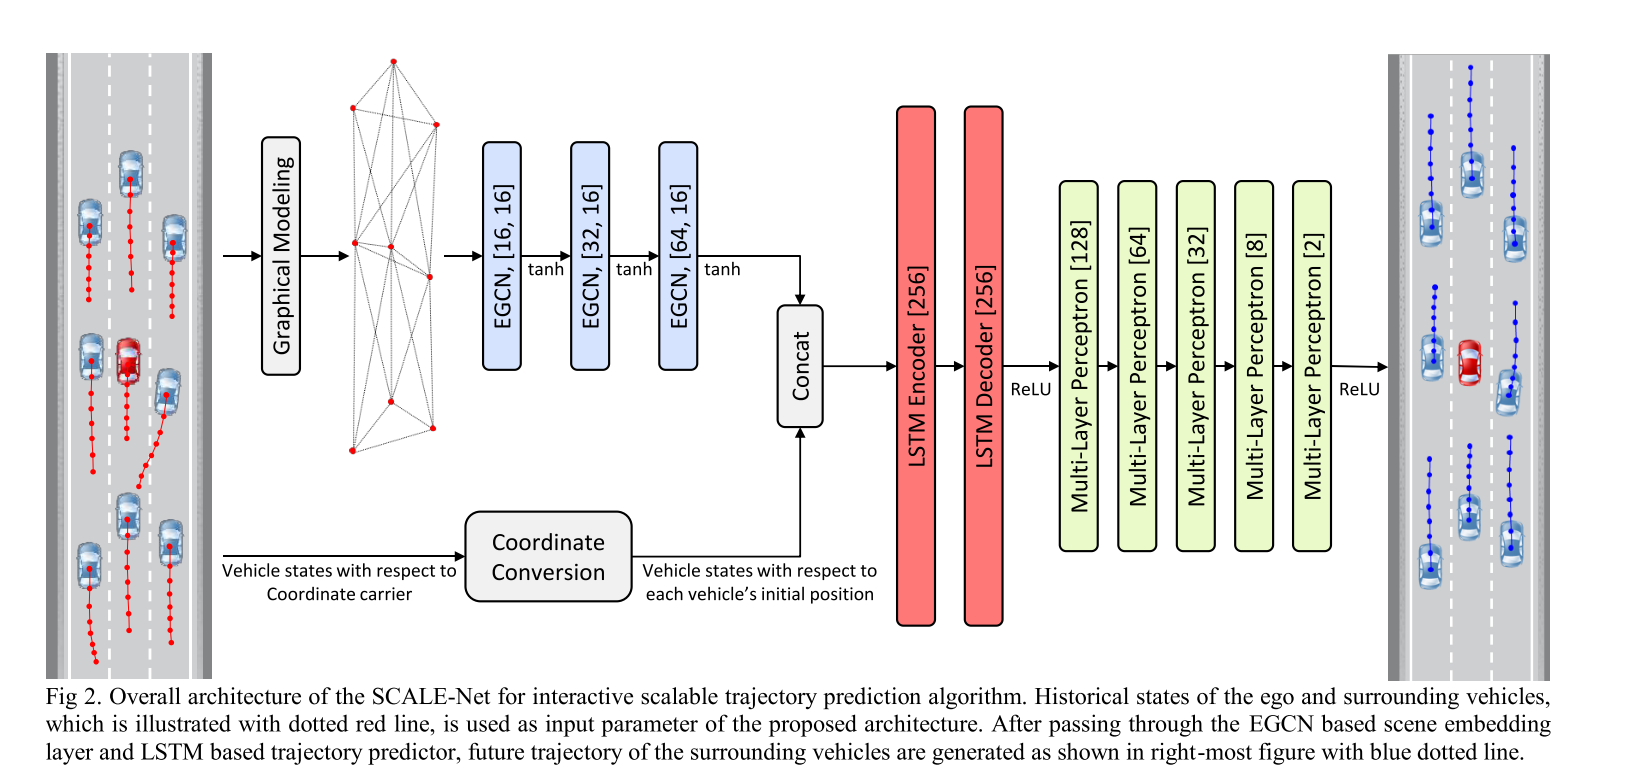 Graphical Modeling
EGCN, [16, 16]
tanh
EGCN, [32, 16]
tanh
EGCN, [64, 16]
tanh
Concat
Coordinate
Conversion
Vehicle states with respect to
Coordinate carrier
Vehicle states with respect to
each vehicle's initial position
LSTM Encoder [256]
LSTM Decoder [256]
ReLU
Multi-Layer Perceptron [128]
Multi-Layer Perceptron [64]
Multi-Layer Perceptron [32]
Multi-Layer Perceptron [8]
Multi-Layer Perceptron [2]
ReLU
Fig 2. Overall architecture of the SCALE-Net for interactive scalable trajectory prediction algorithm. Historical states of the ego and surrounding vehicles,
which is illustrated with dotted red line, is used as input parameter of the proposed architecture. After passing through the EGCN based scene embedding
layer and LSTM based trajectory predictor, future trajectory of the surrounding vehicles are generated as shown in right-most figure with blue dotted line.